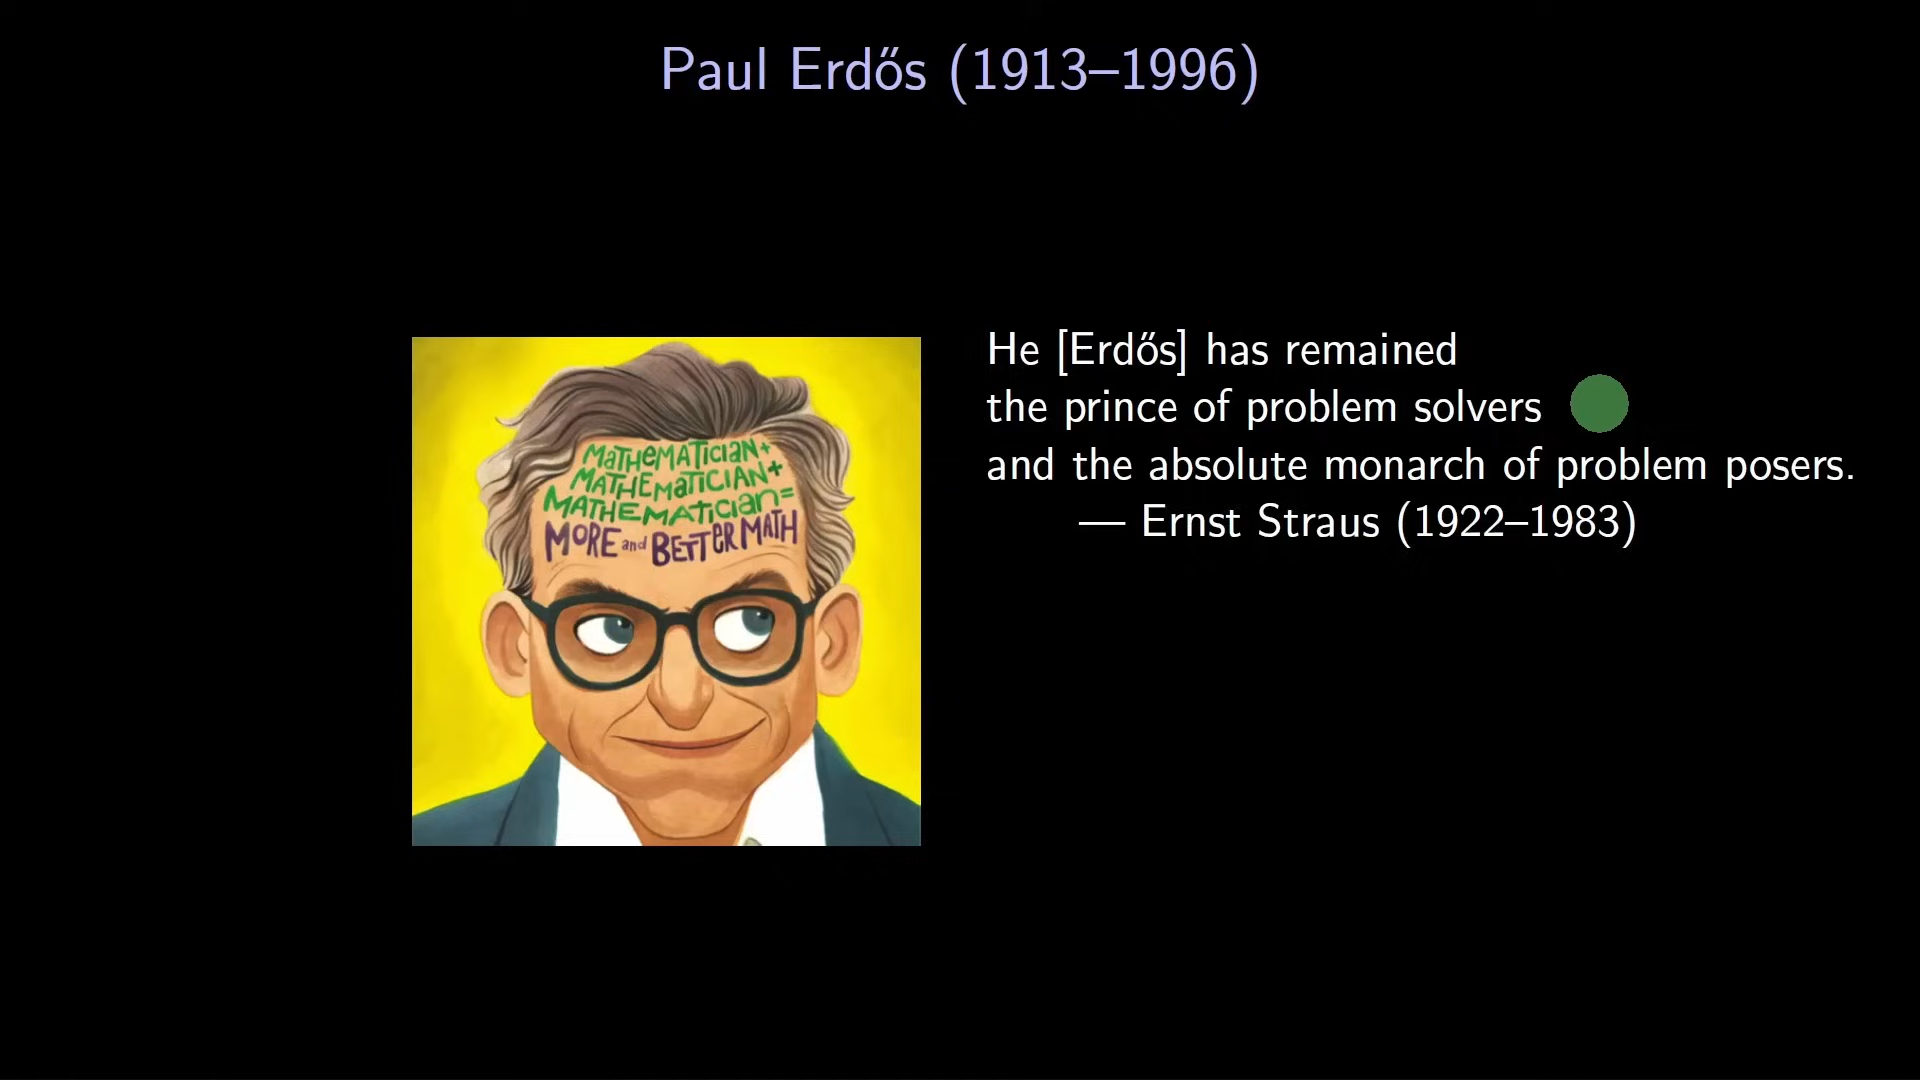 Paul Erdős (1913–1996)
MATHEMATICIAN+
MATHEMATICIAN+
MATHEMATICIAN=
MORE and BETTER MATH
He [Erdős] has remained
the prince of problem solvers
and the absolute monarch of problem posers.
— Ernst Straus (1922–1983)